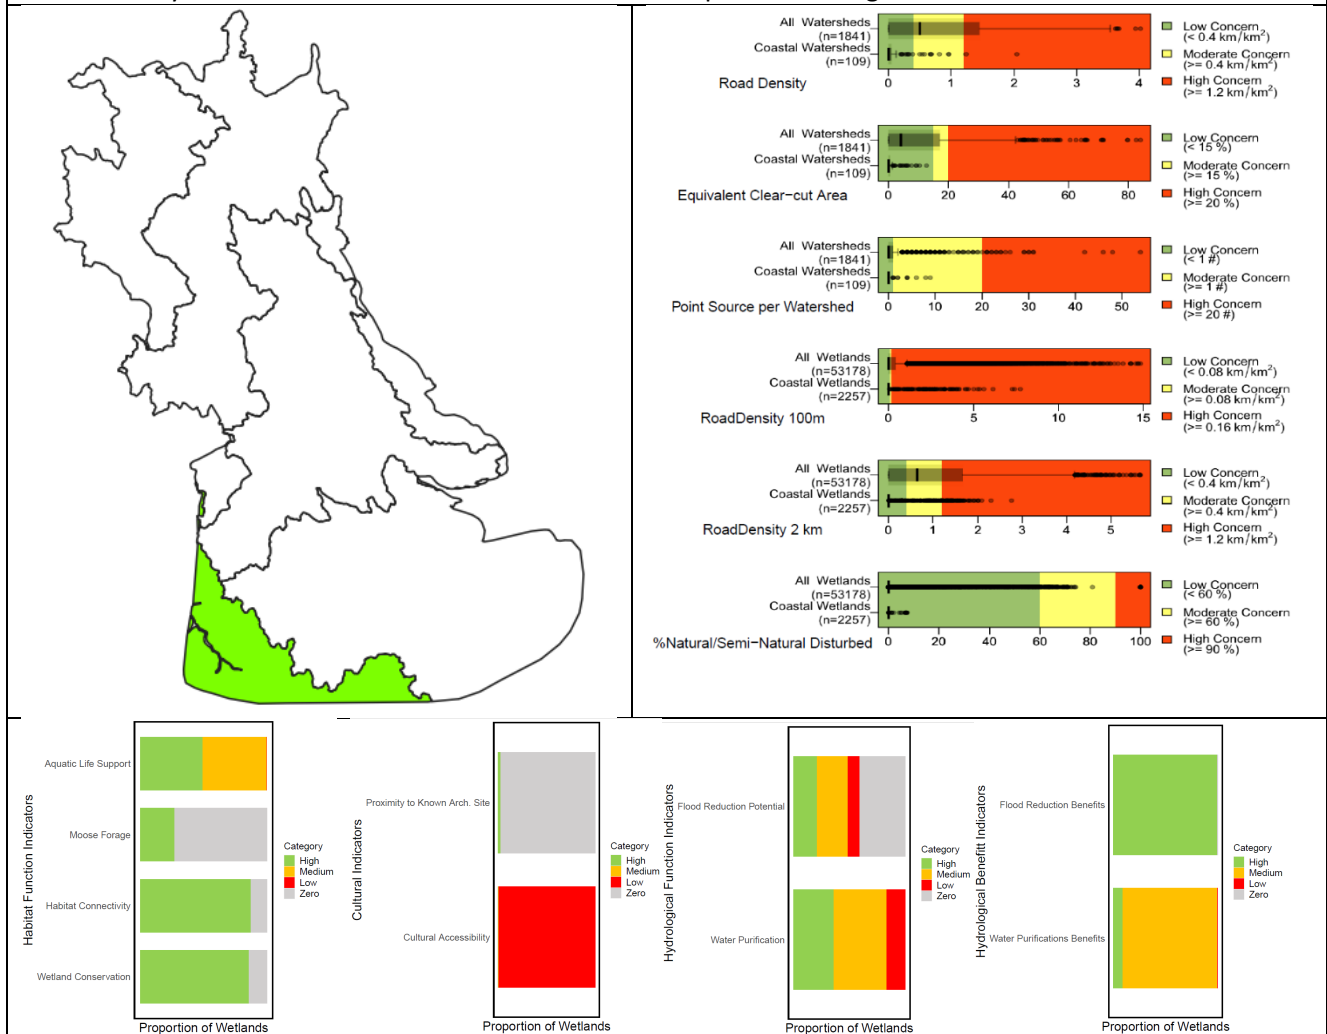 All Watersheds
(n=1841)
Coastal Watersheds
(n=109)
Road Density
0 1 2 3 4
Low Concern
(< 0.4 km/km²)
Moderate Concern
(>= 0.4 km/km²)
High Concern
(>= 1.2 km/km²)
All Watersheds
(n=1841)
Coastal Watersheds
(n=109)
Equivalent Clear−cut Area
0 20 40 60 80
Low Concern
(< 15 %)
Moderate Concern
(>= 15 %)
High Concern
(>= 20 %)
All Watersheds
(n=1841)
Coastal Watersheds
(n=109)
Point Source per Watershed
0 10 20 30 40 50
Low Concern
(< 1 #)
Moderate Concern
(>= 1 #)
High Concern
(>= 20 #)
All Wetlands
(n=53178)
Coastal Wetlands
(n=2257)
RoadDensity 100m
0 5 10 15
Low Concern
(< 0.08 km/km²)
Moderate Concern
(>= 0.08 km/km²)
High Concern
(>= 0.16 km/km²)
All Wetlands
(n=53178)
Coastal Wetlands
(n=2257)
RoadDensity 2 km
0 1 2 3 4 5
Low Concern
(< 0.4 km/km²)
Moderate Concern
(>= 0.4 km/km²)
High Concern
(>= 1.2 km/km²)
All Wetlands
(n=53178)
Coastal Wetlands
(n=2257)
%Natural/Semi−Natural Disturbed
0 20 40 60 80 100
Low Concern
(< 60 %)
Moderate Concern
(>= 60 %)
High Concern
(>= 90 %)
Habitat Function Indicators
Aquatic Life Support
Moose Forage
Habitat Connectivity
Wetland Conservation
Proportion of Wetlands
Category
High
Medium
Low
Zero
Cultural Indicators
Proximity to Known Arch. Site
Cultural Accessibility
Proportion of Wetlands
Category
High
Medium
Low
Zero
Hydrological Function Indicators
Flood Reduction Potential
Water Purification
Proportion of Wetlands
Category
High
Medium
Low
Zero
Hydrological Benefitt Indicators
Flood Reduction Benefits
Water Purifications Benefits
Proportion of Wetlands
Category
High
Medium
Low
Zero